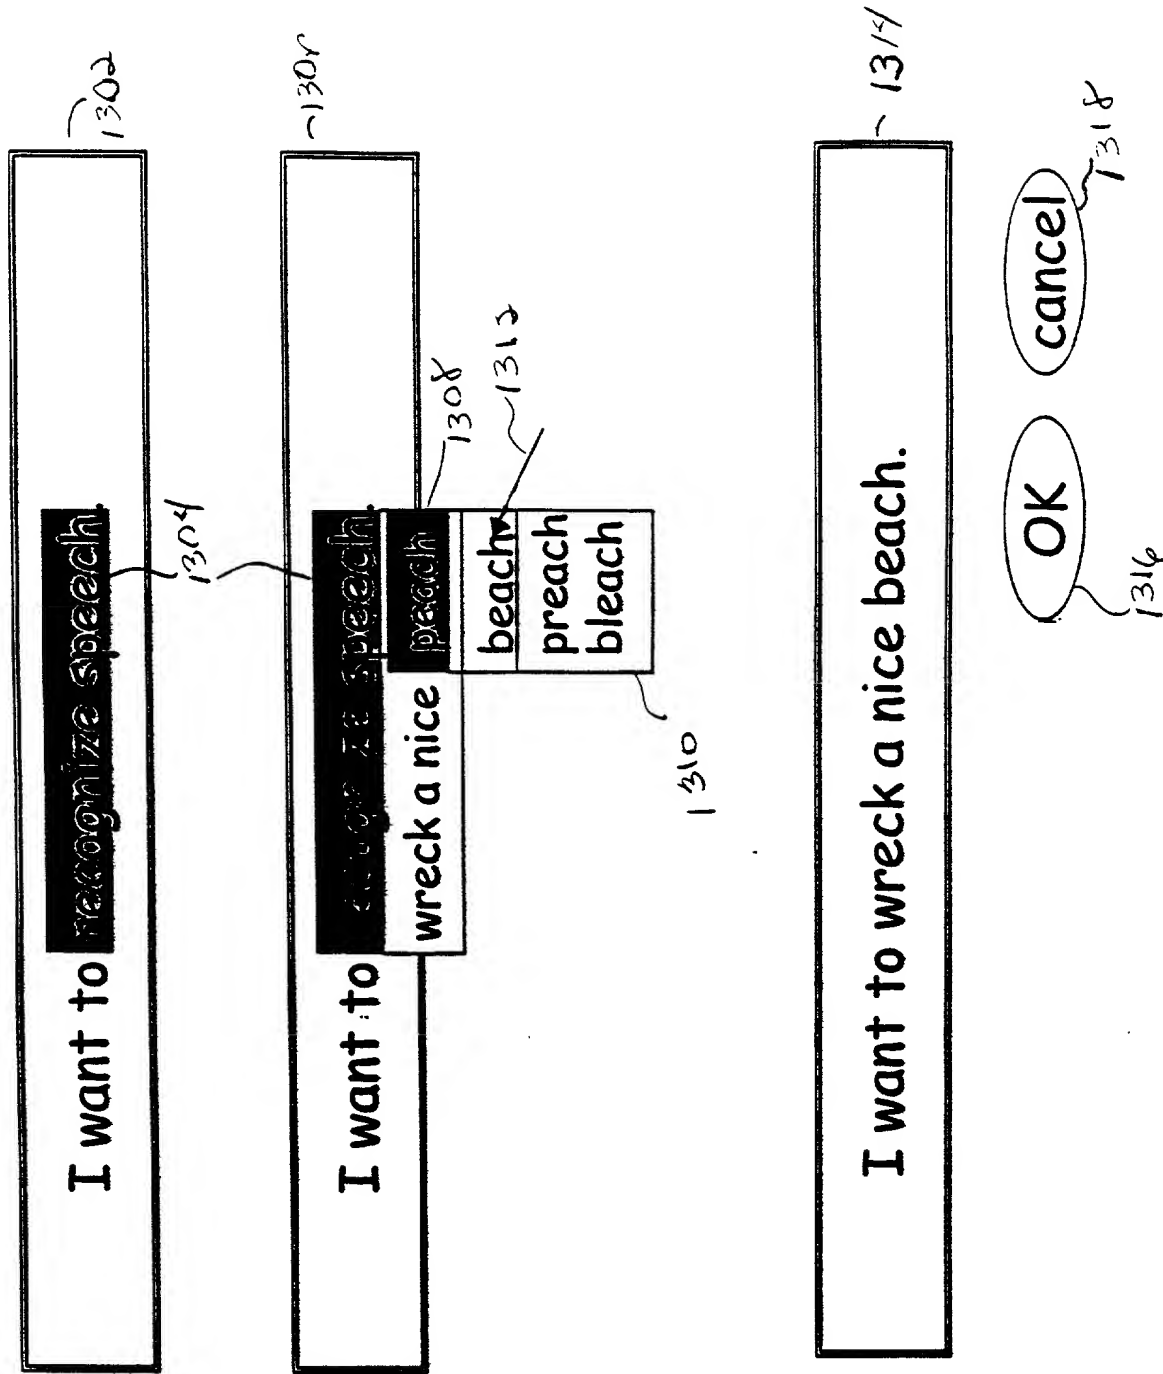 I want to recognize speech.
1302
1304
I want to
speech.
130r
wreck a nice
peach
1308
beach
1312
preach
bleach
1310
I want to wreck a nice beach.
1314
OK
1316
cancel
1318